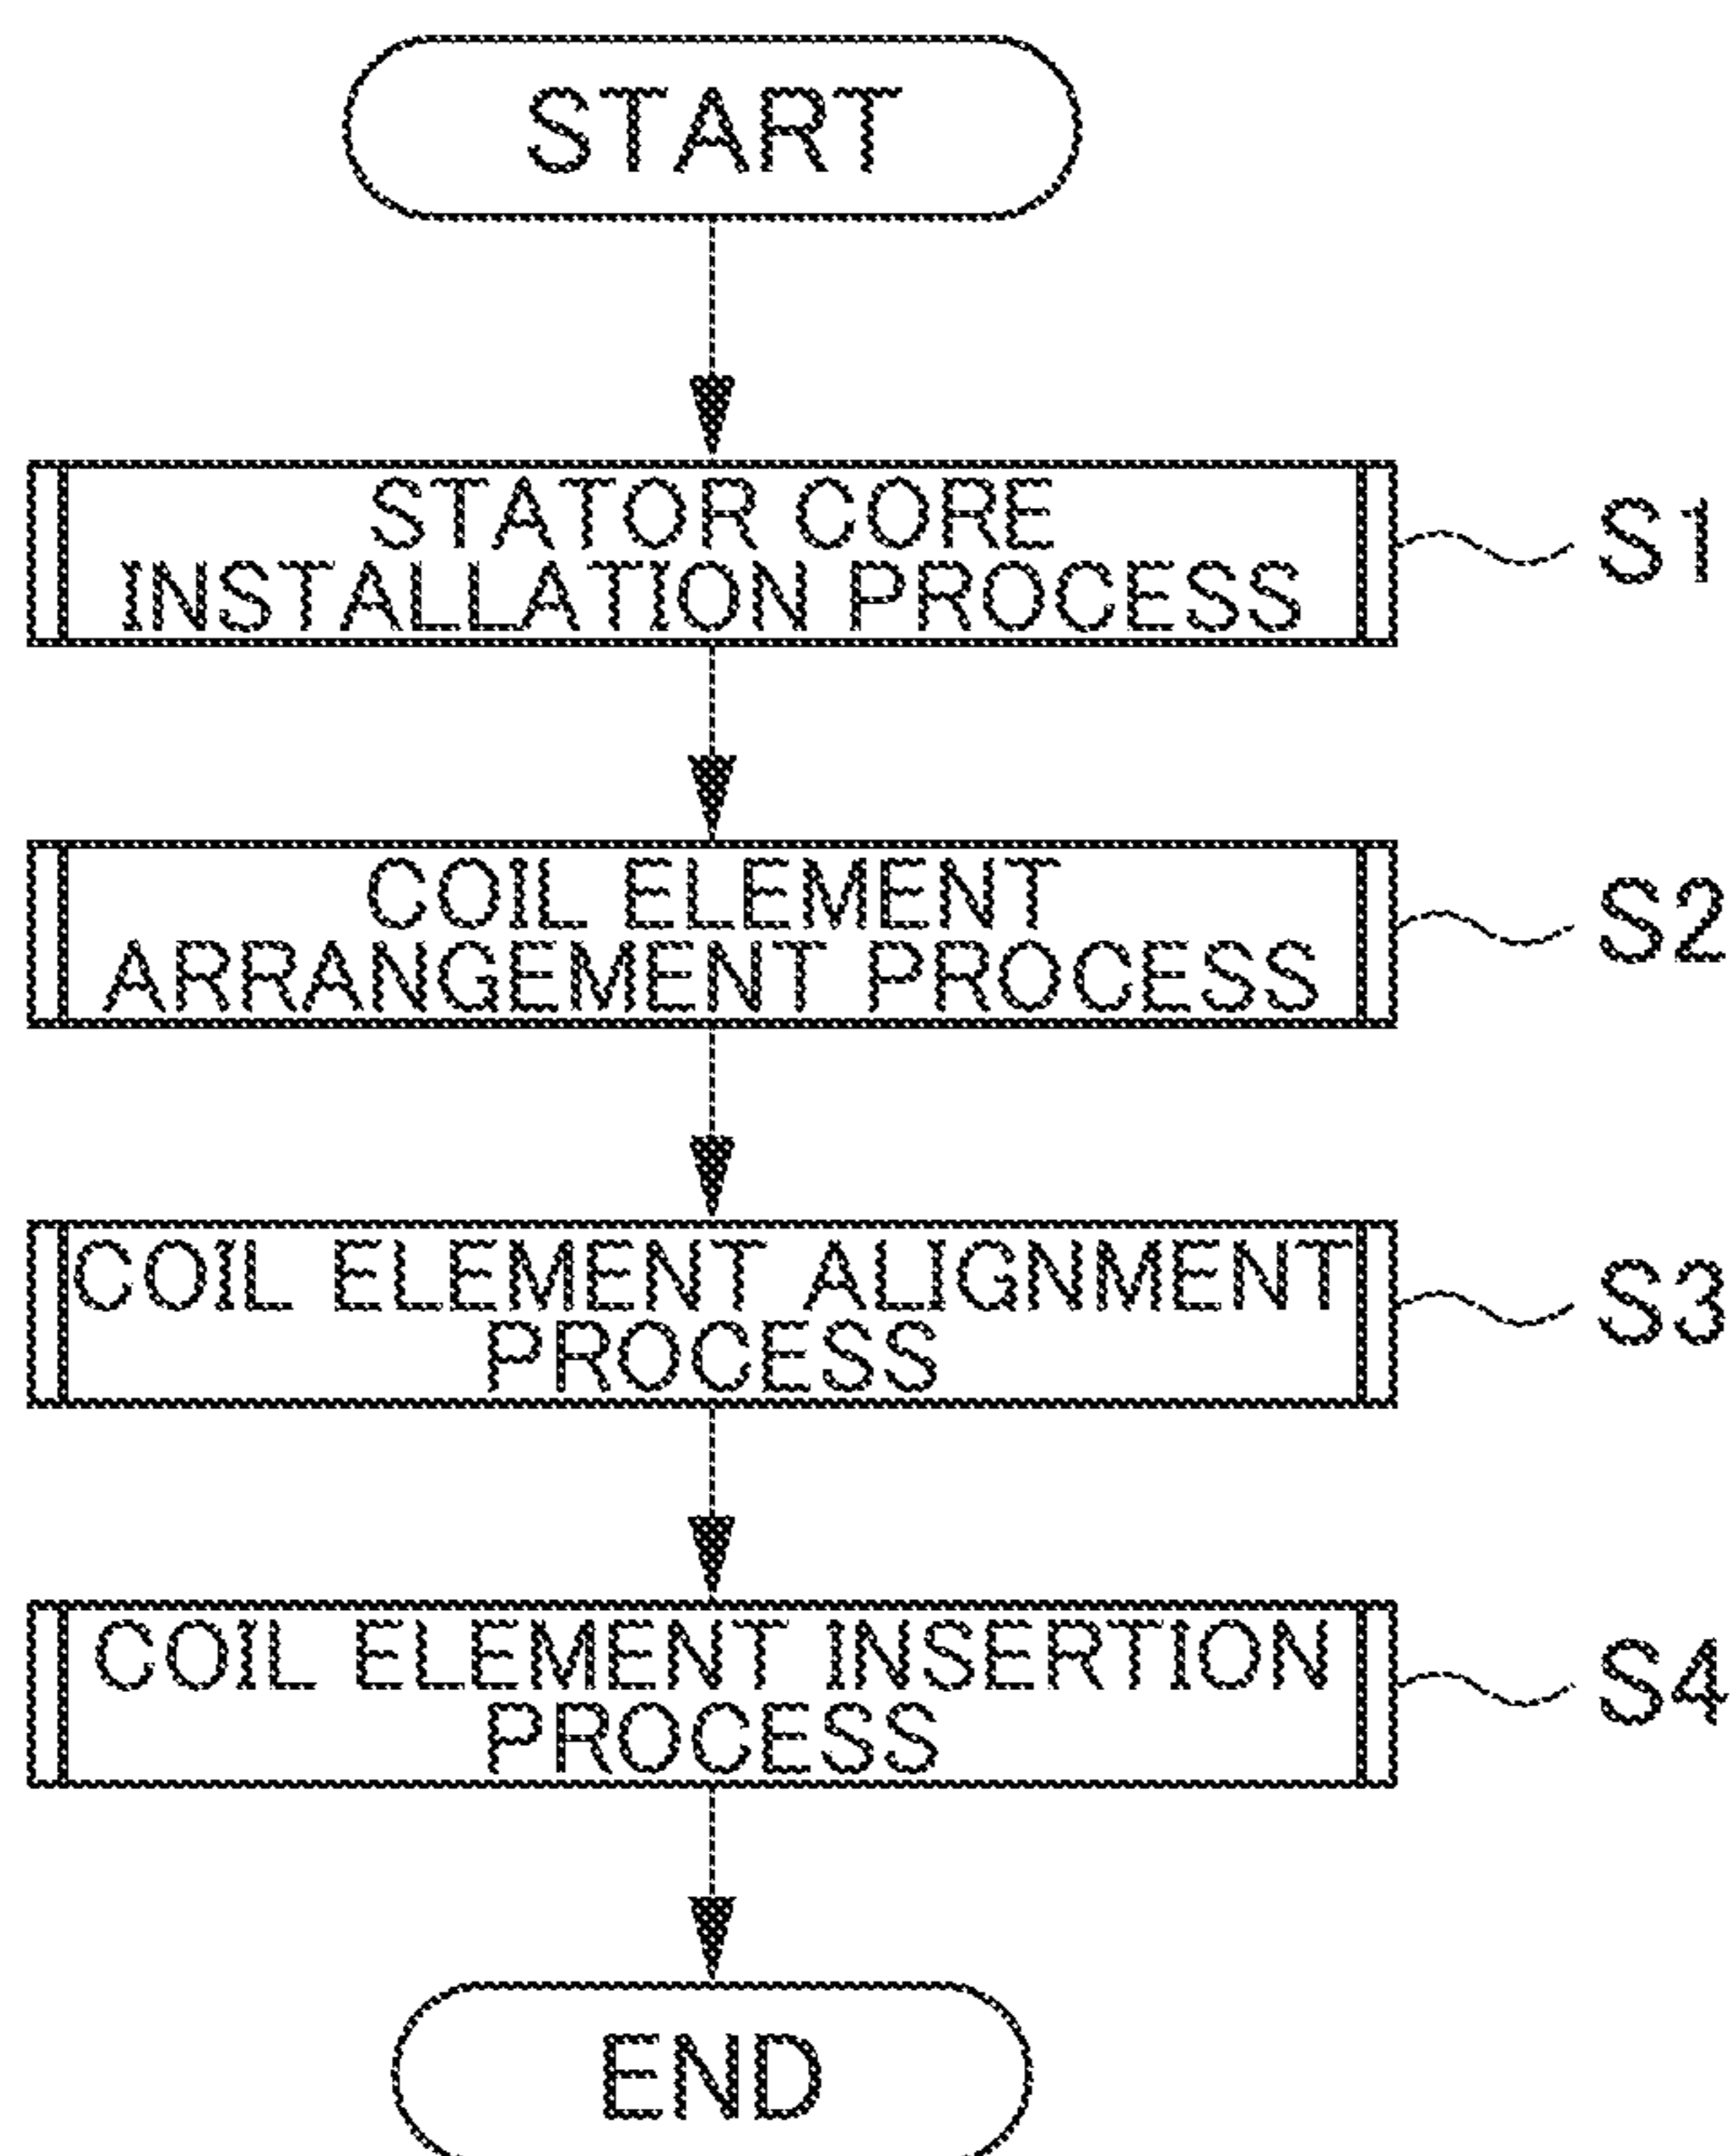 START
STATOR CORE
INSTALLATION PROCESS
S1
COIL ELEMENT
ARRANGEMENT PROCESS
S2
COIL ELEMENT ALIGNMENT
PROCESS
S3
COIL ELEMENT INSERTION
PROCESS
S4
END